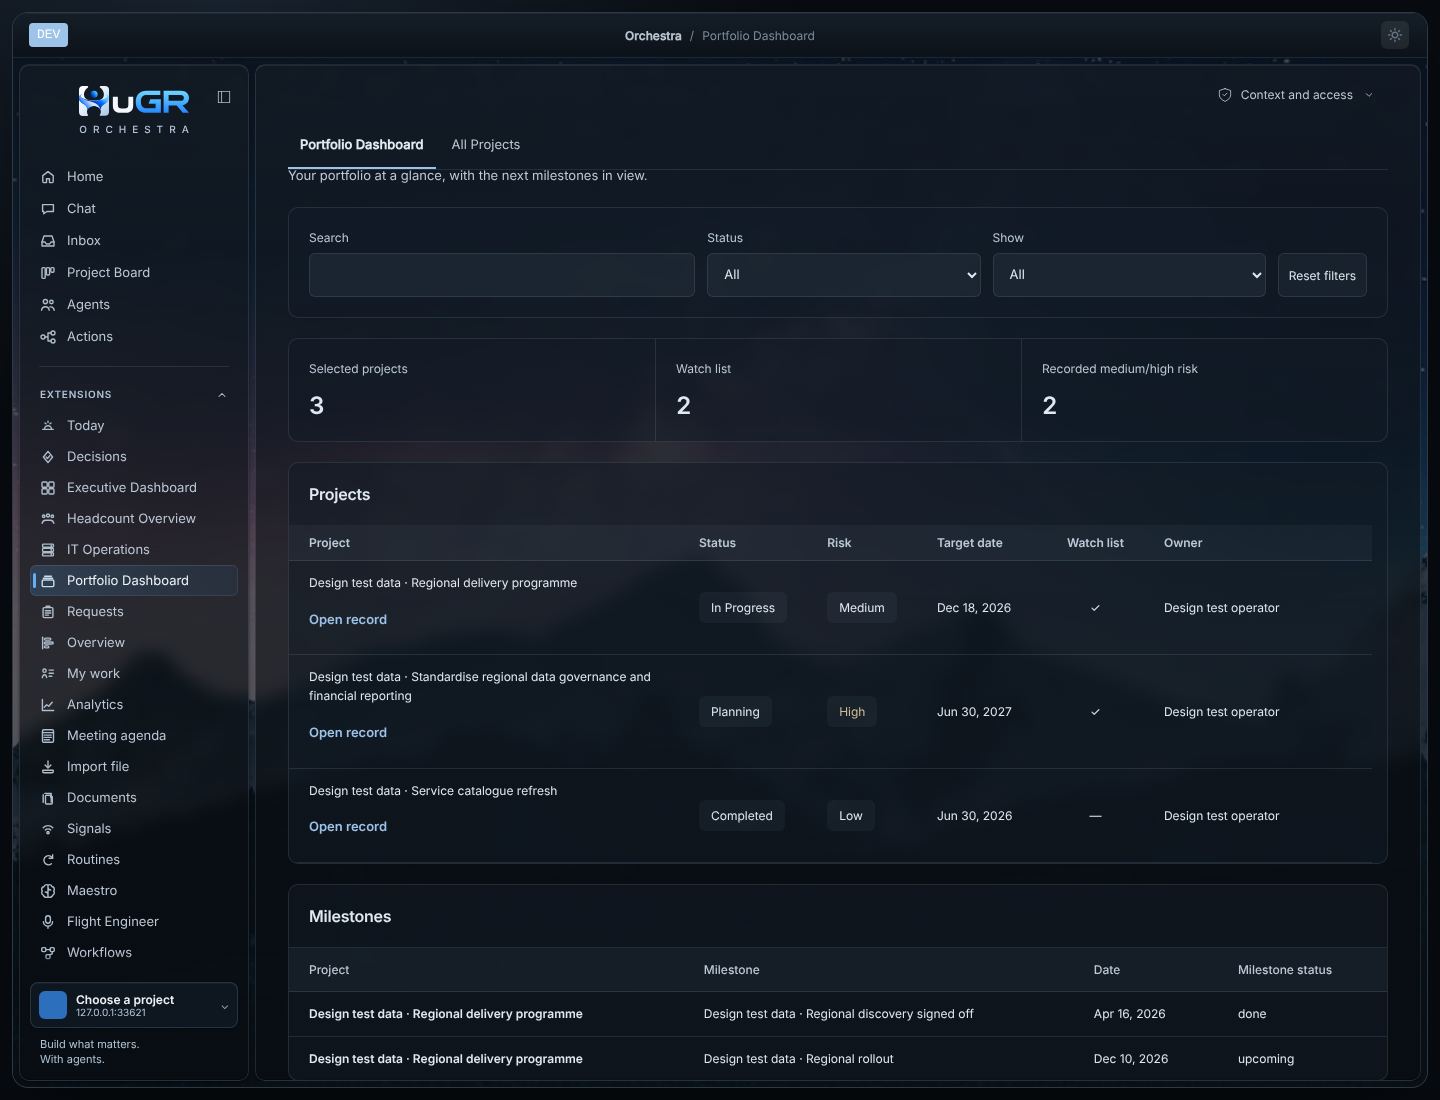 DEV
Orchestra / Portfolio Dashboard
HuGR
ORCHESTRA
Home
Chat
Inbox
Project Board
Agents
Actions
EXTENSIONS
Today
Decisions
Executive Dashboard
Headcount Overview
IT Operations
Portfolio Dashboard
Requests
Overview
My work
Analytics
Meeting agenda
Import file
Documents
Signals
Routines
Maestro
Flight Engineer
Workflows
Choose a project
127.0.0.1:33621
Build what matters.
With agents.
Context and access
Portfolio Dashboard All Projects
Your portfolio at a glance, with the next milestones in view.
Search Status Show
All All Reset filters
Selected projects Watch list Recorded medium/high risk
3 2 2
Projects
Project Status Risk Target date Watch list Owner
Design test data · Regional delivery programme
Open record
In Progress Medium Dec 18, 2026 ✓ Design test operator
Design test data · Standardise regional data governance and
financial reporting
Open record
Planning High Jun 30, 2027 ✓ Design test operator
Design test data · Service catalogue refresh
Open record
Completed Low Jun 30, 2026 — Design test operator
Milestones
Project Milestone Date Milestone status
Design test data · Regional delivery programme Design test data · Regional discovery signed off Apr 16, 2026 done
Design test data · Regional delivery programme Design test data · Regional rollout Dec 10, 2026 upcoming